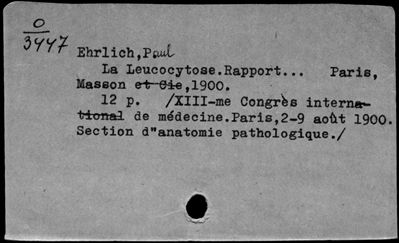 O
3447
Ehrlich,Paul
La Leucocytose.Rapport... Paris,
Masson et Cie,1900.
12 p. /XIII-me Congrès interna-
tional de médecine.Paris,2-9 août 1900.
Section d"anatomie pathologique./